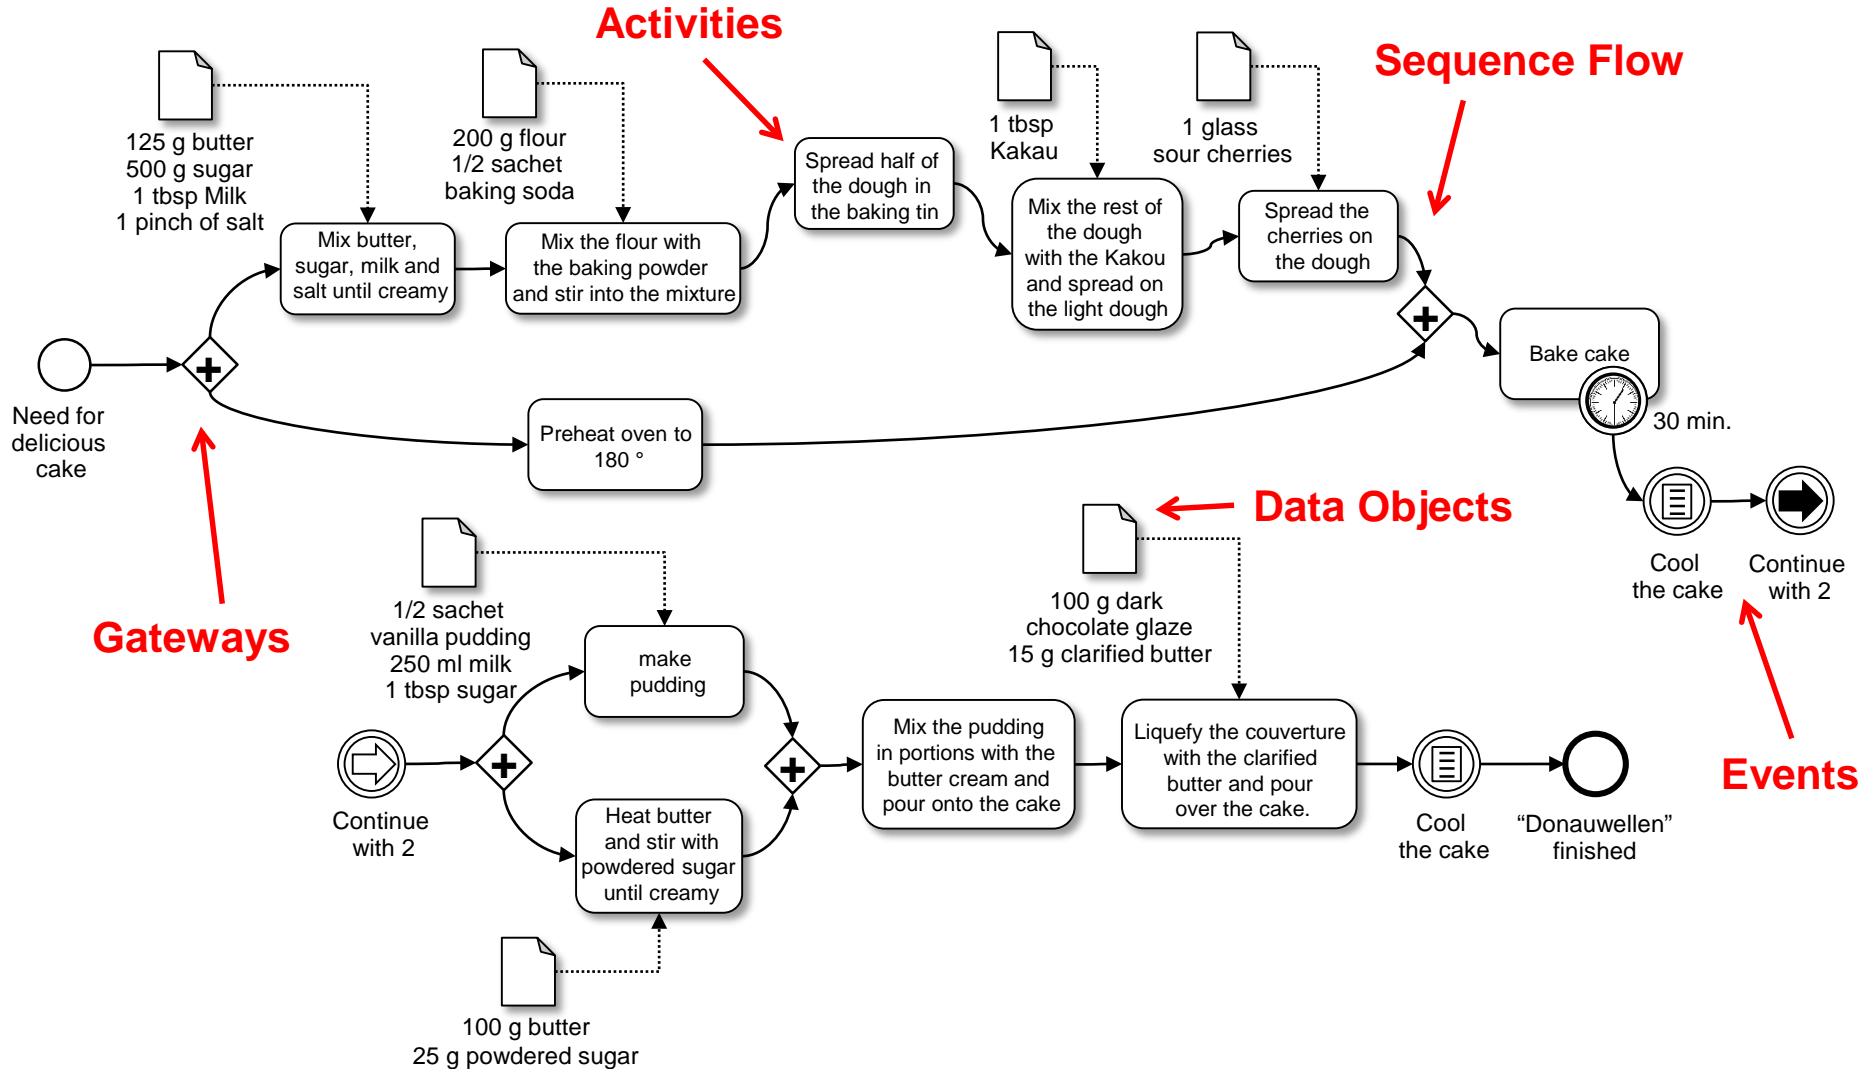 Activities
Sequence Flow
125 g butter
500 g sugar
1 tbsp Milk
1 pinch of salt
200 g flour
1/2 sachet
baking soda
1 tbsp
Kakau
1 glass
sour cherries
Mix butter,
sugar, milk and
salt until creamy
Mix the flour with
the baking powder
and stir into the mixture
Spread half of
the dough in
the baking tin
Mix the rest of
the dough
with the Kakou
and spread on
the light dough
Spread the
cherries on
the dough
Need for
delicious
cake
Preheat oven to
180 °
Bake cake
30 min.
Cool
the cake
Continue
with 2
Gateways
Data Objects
Events
1/2 sachet
vanilla pudding
250 ml milk
1 tbsp sugar
100 g dark
chocolate glaze
15 g clarified butter
make
pudding
Continue
with 2
Heat butter
and stir with
powdered sugar
until creamy
Mix the pudding
in portions with the
butter cream and
pour onto the cake
Liquefy the couverture
with the clarified
butter and pour
over the cake.
Cool
the cake
“Donauwellen”
finished
100 g butter
25 g powdered sugar